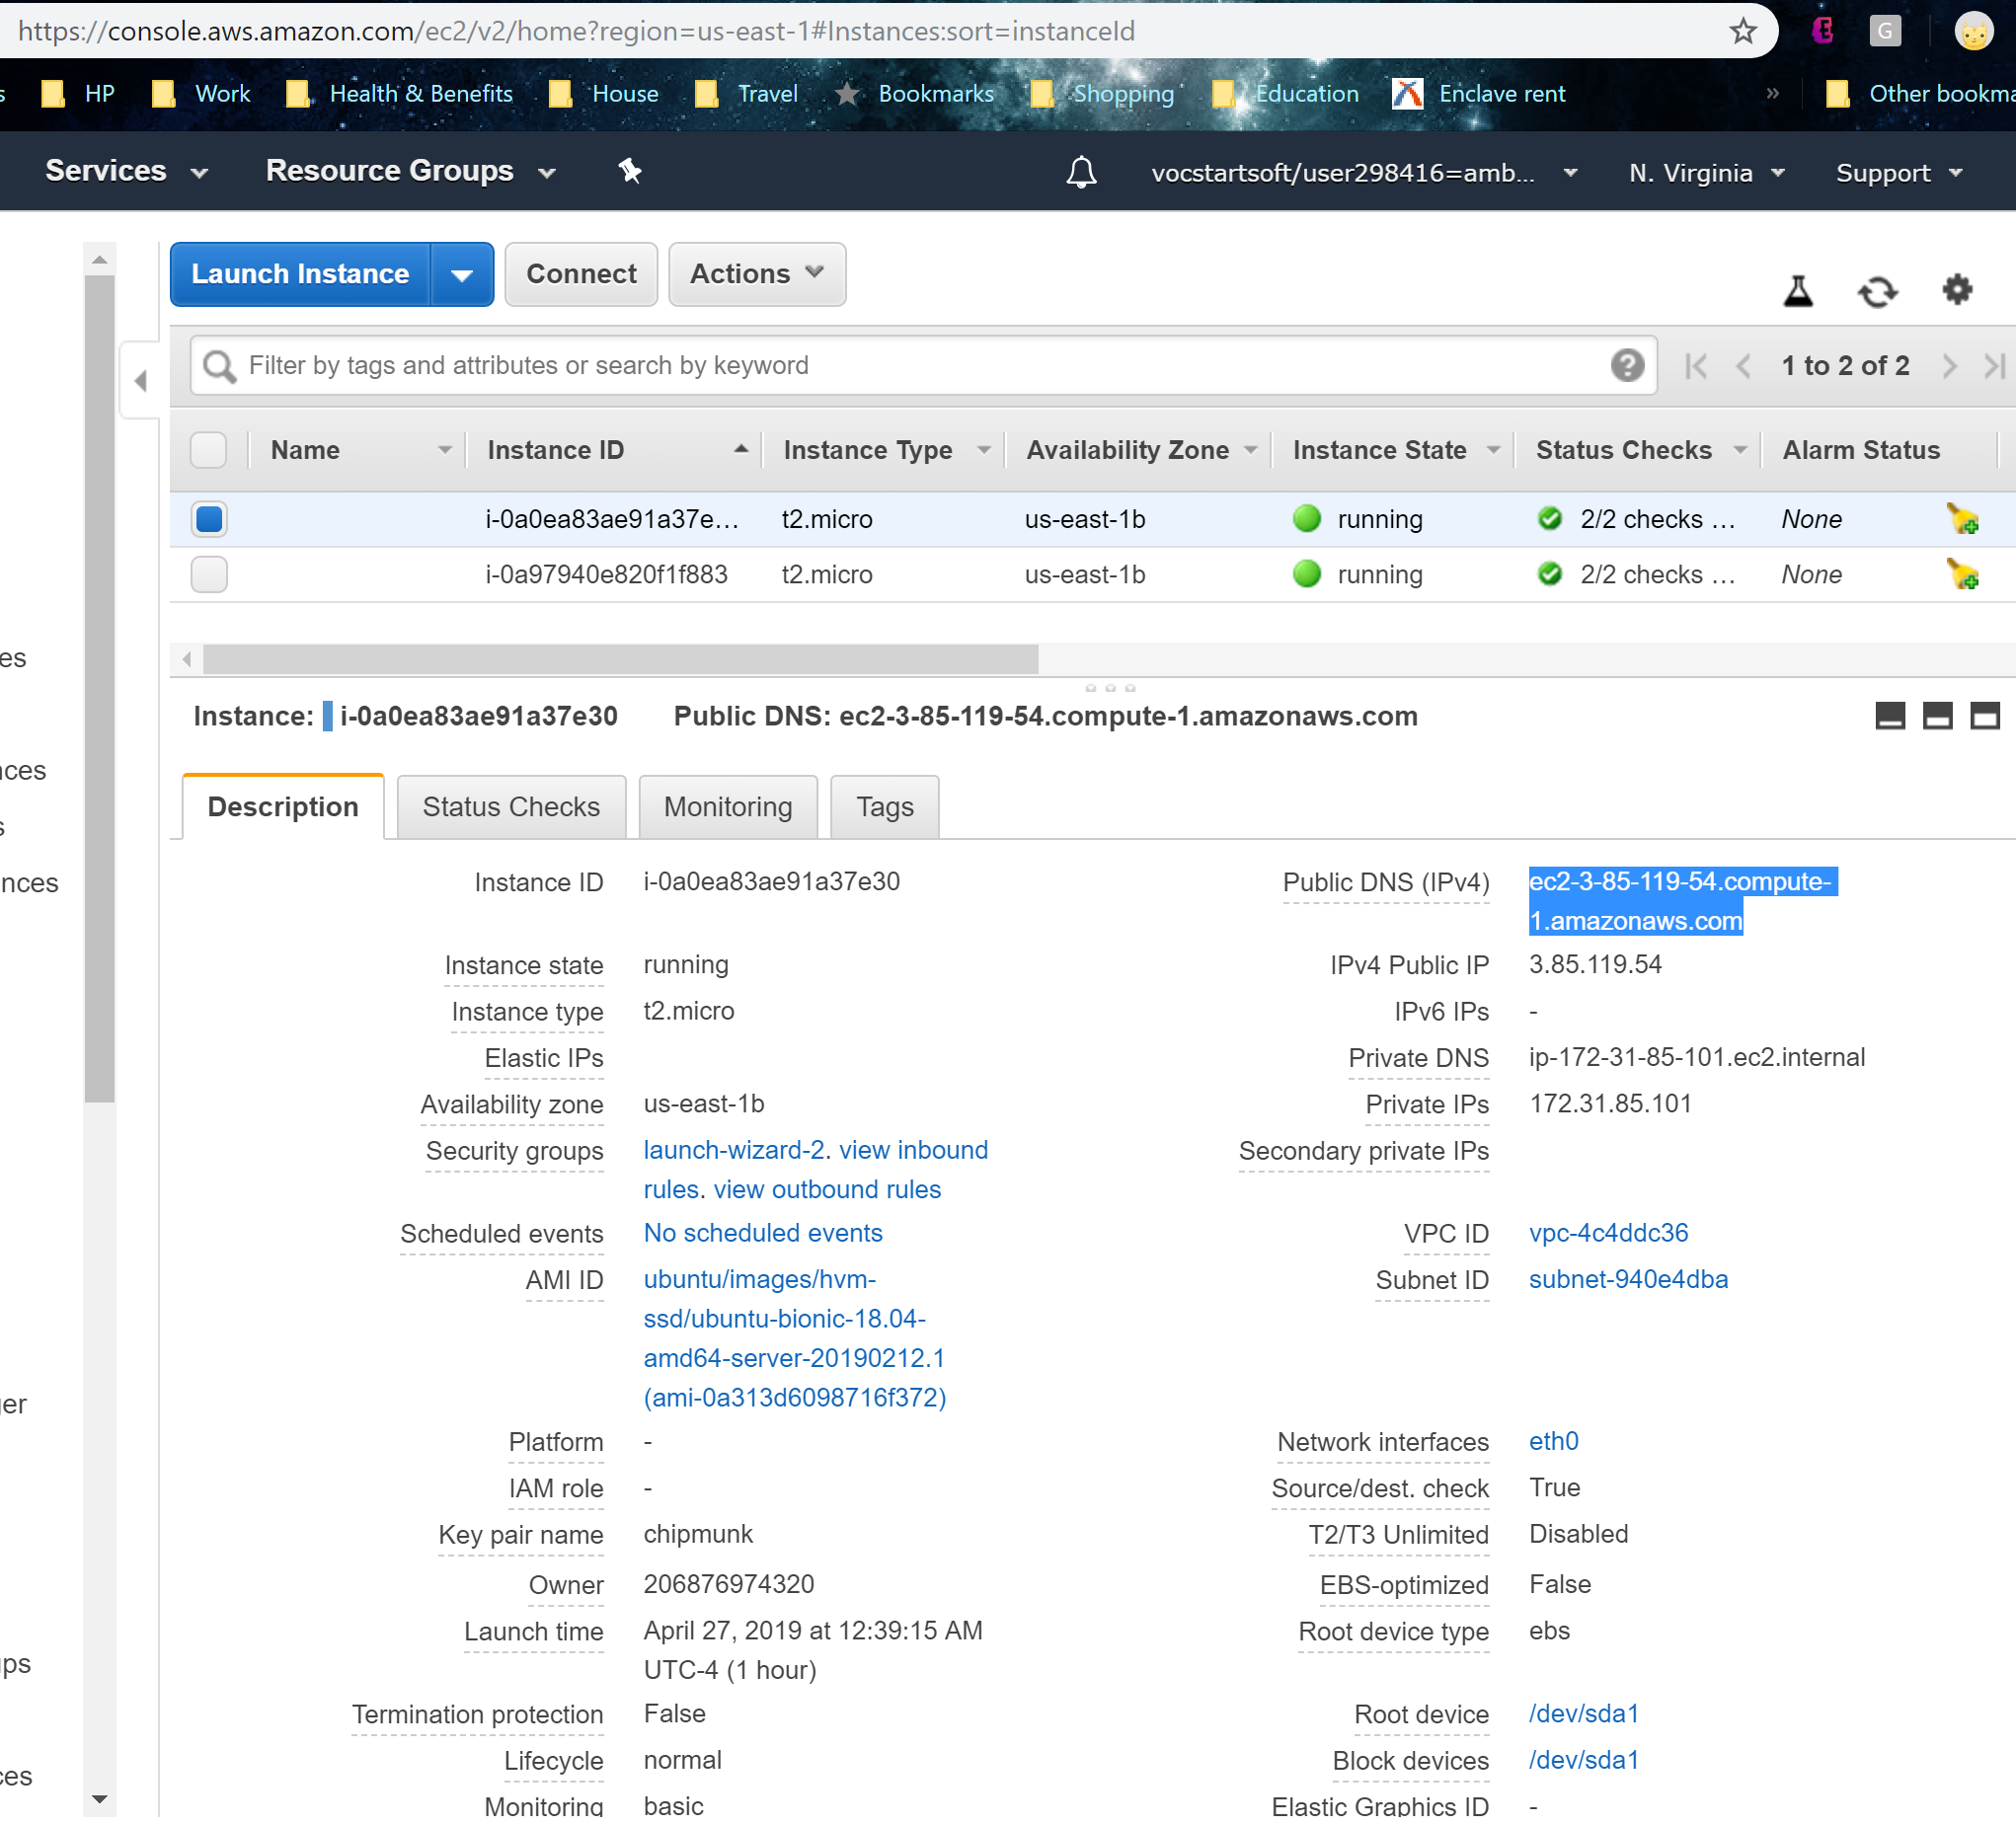 https://console.aws.amazon.com/ec2/v2/home?region=us-east-1#Instances:sort=instanceId
G
s HP Work Health & Benefits House Travel Bookmarks Shopping Education Enclave rent » Other bookma
Services Resource Groups vocstartsoft/user298416=amb... N. Virginia Support
Launch Instance Connect Actions
Filter by tags and attributes or search by keyword ? 1 to 2 of 2
Name Instance ID Instance Type Availability Zone Instance State Status Checks Alarm Status
i-0a0ea83ae91a37e... t2.micro us-east-1b running 2/2 checks ... None
i-0a97940e820f1f883 t2.micro us-east-1b running 2/2 checks ... None
es
nces
s
nces
ger
ups
ces
Instance: i-0a0ea83ae91a37e30 Public DNS: ec2-3-85-119-54.compute-1.amazonaws.com
Description Status Checks Monitoring Tags
Instance ID i-0a0ea83ae91a37e30
Instance state running
Instance type t2.micro
Elastic IPs
Availability zone us-east-1b
Security groups launch-wizard-2. view inbound
rules. view outbound rules
Scheduled events No scheduled events
AMI ID ubuntu/images/hvm-
ssd/ubuntu-bionic-18.04-
amd64-server-20190212.1
(ami-0a313d6098716f372)
Platform -
IAM role -
Key pair name chipmunk
Owner 206876974320
Launch time April 27, 2019 at 12:39:15 AM
UTC-4 (1 hour)
Termination protection False
Lifecycle normal
Monitoring basic
Public DNS (IPv4) ec2-3-85-119-54.compute-
1.amazonaws.com
IPv4 Public IP 3.85.119.54
IPv6 IPs -
Private DNS ip-172-31-85-101.ec2.internal
Private IPs 172.31.85.101
Secondary private IPs
VPC ID vpc-4c4ddc36
Subnet ID subnet-940e4dba
Network interfaces eth0
Source/dest. check True
T2/T3 Unlimited Disabled
EBS-optimized False
Root device type ebs
Root device /dev/sda1
Block devices /dev/sda1
Elastic Graphics ID -